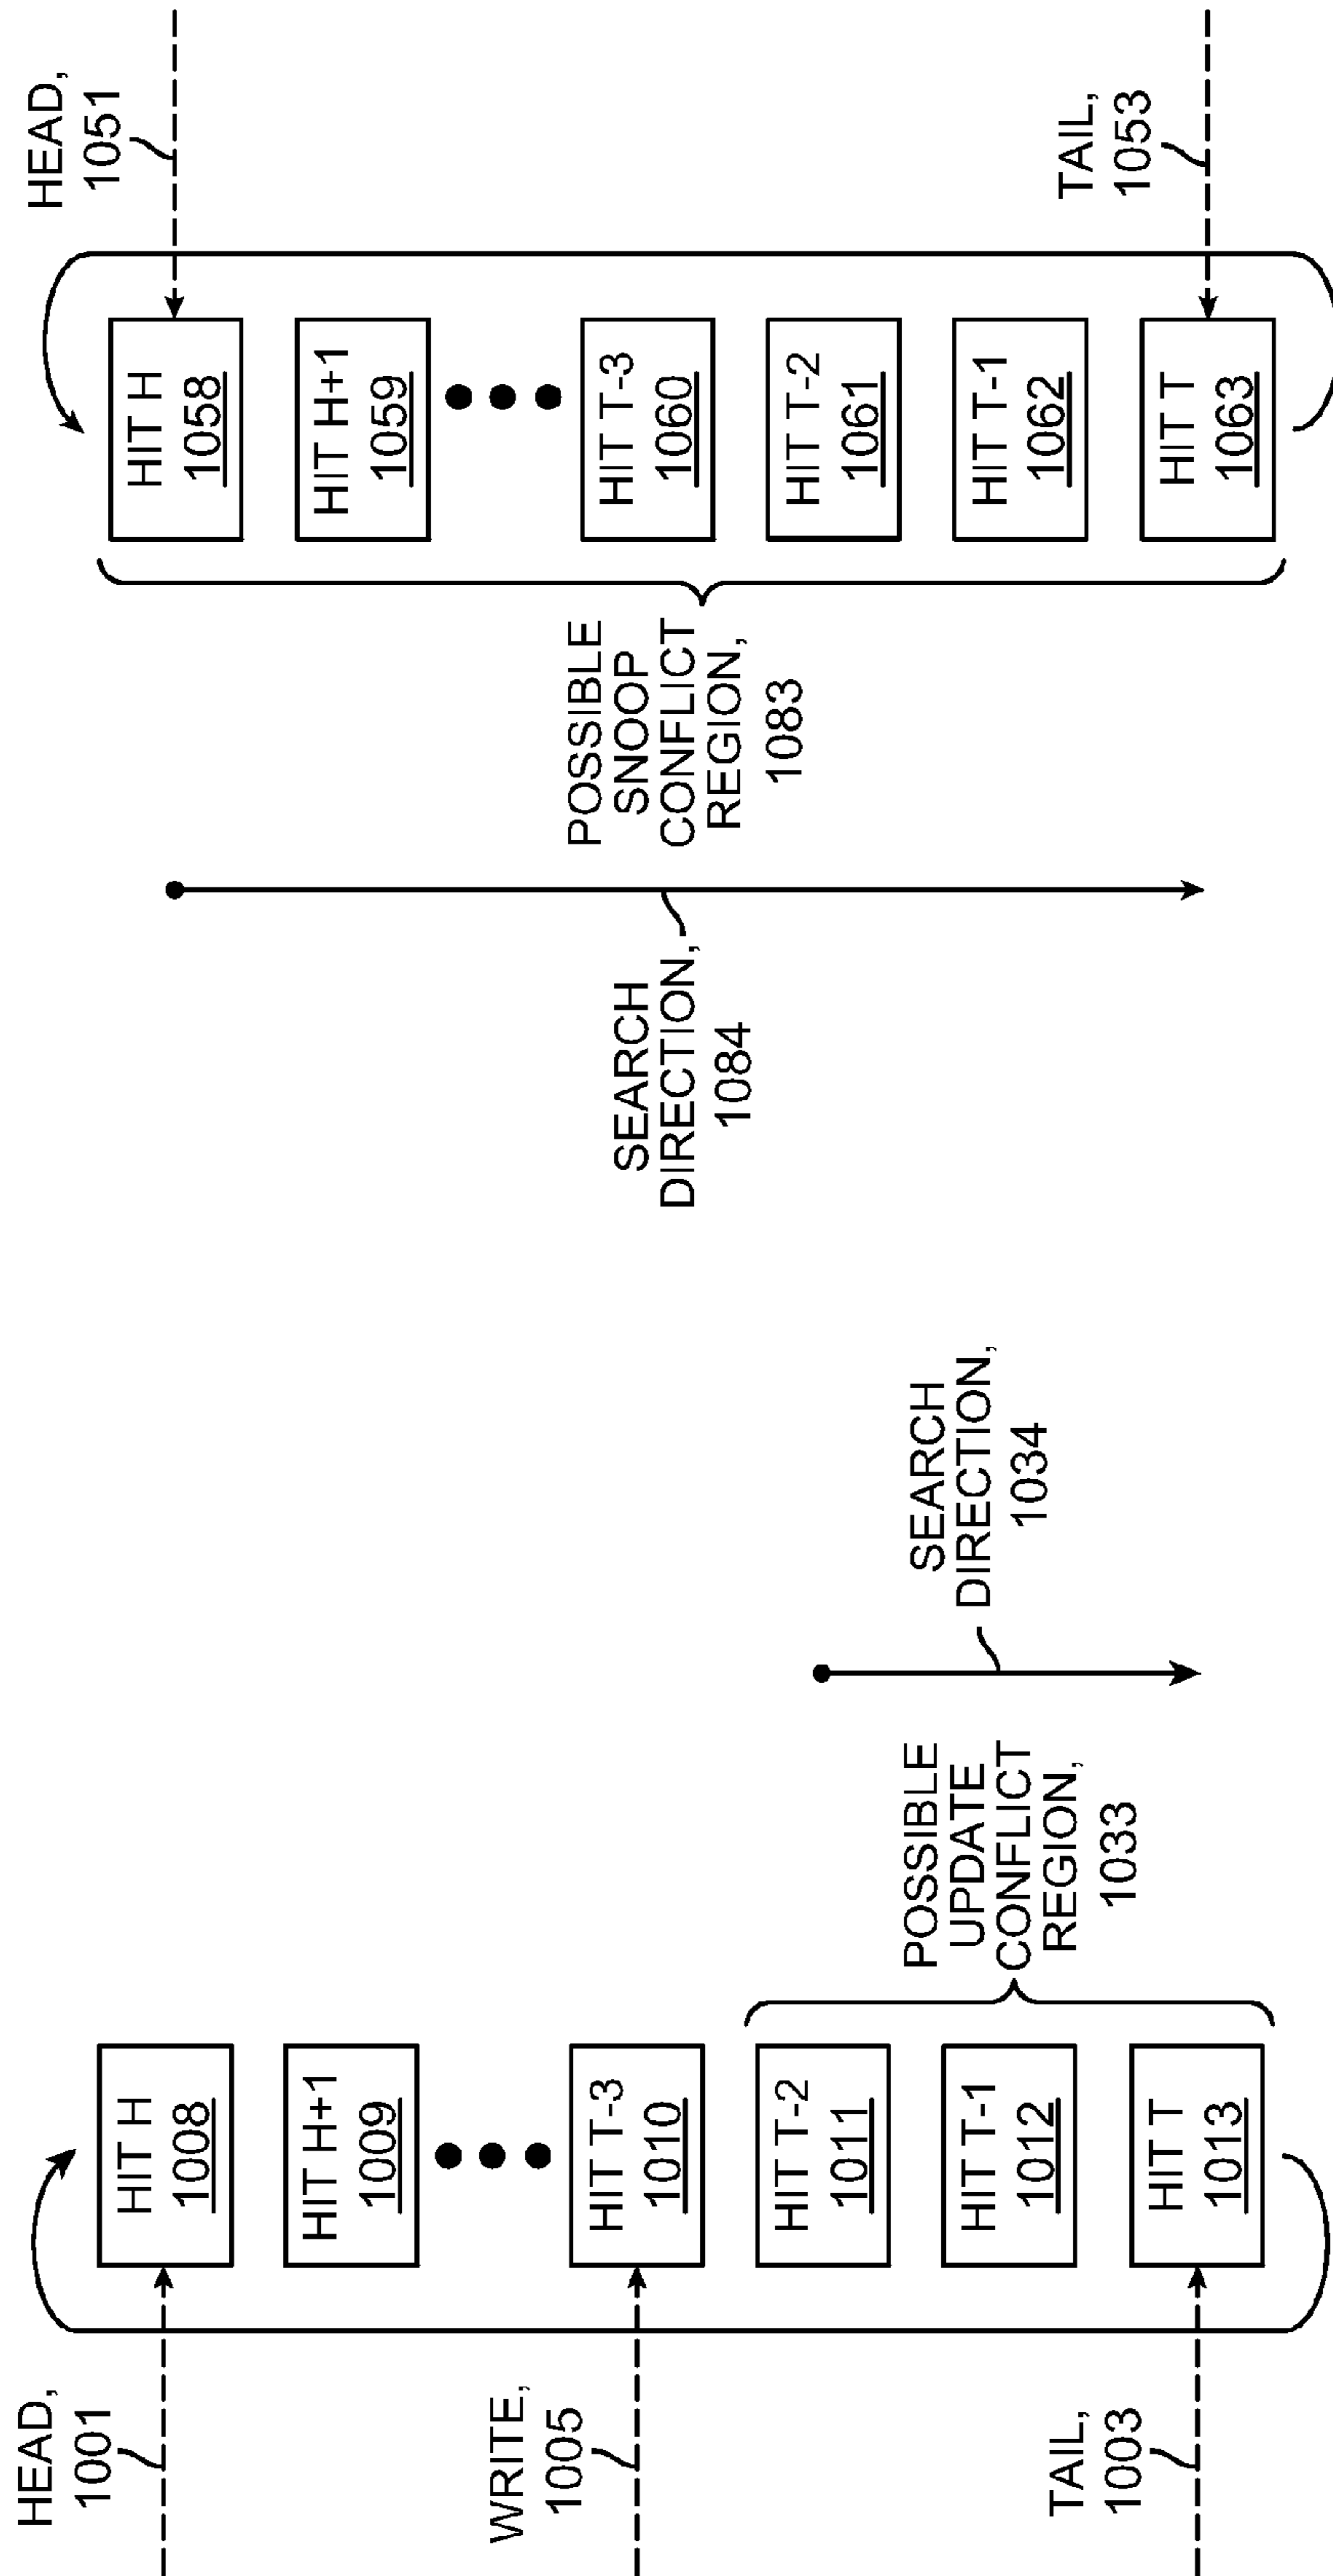 HEAD,
1001
WRITE,
1005
TAIL,
1003
HIT H
1008
HIT H+1
1009
HIT T-3
1010
HIT T-2
1011
HIT T-1
1012
HIT T
1013
POSSIBLE
UPDATE
CONFLICT
REGION,
1033
SEARCH
DIRECTION,
1034
SEARCH
DIRECTION,
1084
POSSIBLE
SNOOP
CONFLICT
REGION,
1083
HIT H
1058
HIT H+1
1059
HIT T-3
1060
HIT T-2
1061
HIT T-1
1062
HIT T
1063
HEAD,
1051
TAIL,
1053